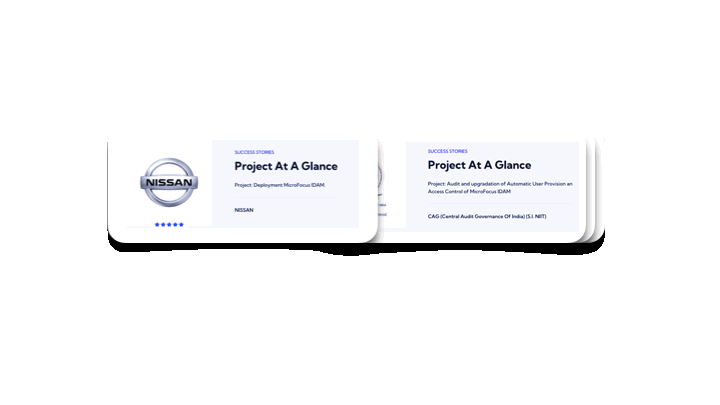 SUCCESS STORIES
Project At A Glance
Project: Deployment MicroFocus IDAM.
NISSAN
NISSAN
SUCCESS STORIES
Project At A Glance
Project: Audit and upgradation of Automatic User Provision an
Access Control of MicroFocus IDAM
CAG (Central Audit Governance Of India) (S.I. NIIT)